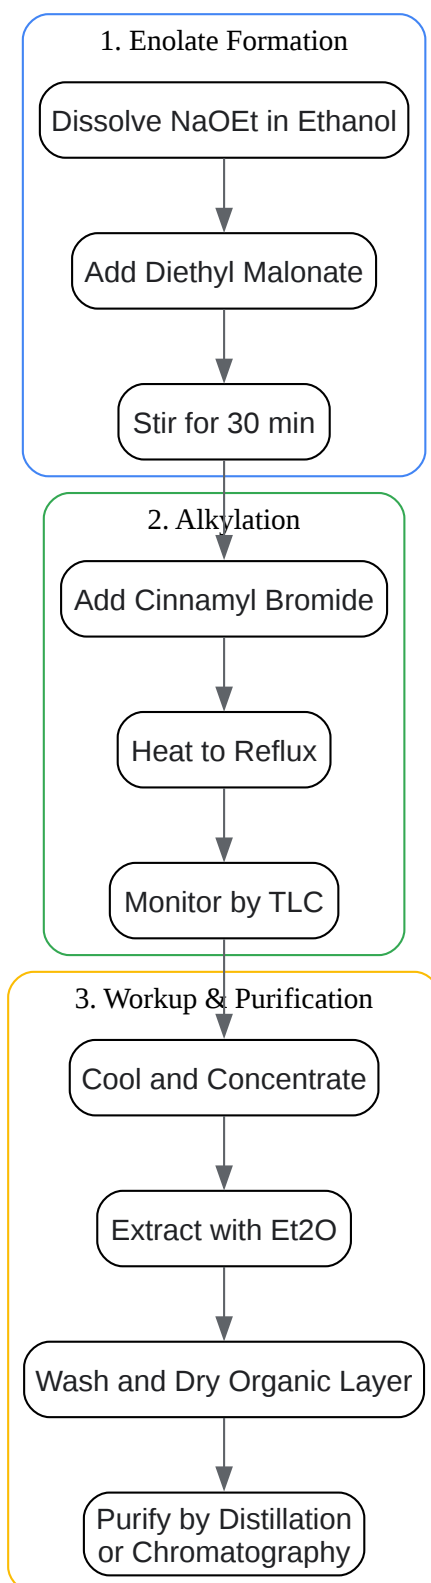 1. Enolate Formation
Dissolve NaOEt in Ethanol
Add Diethyl Malonate
Stir for 30 min
2. Alkylation
Add Cinnamyl Bromide
Heat to Reflux
Monitor by TLC
3. Workup & Purification
Cool and Concentrate
Extract with Et2O
Wash and Dry Organic Layer
Purify by Distillation
or Chromatography